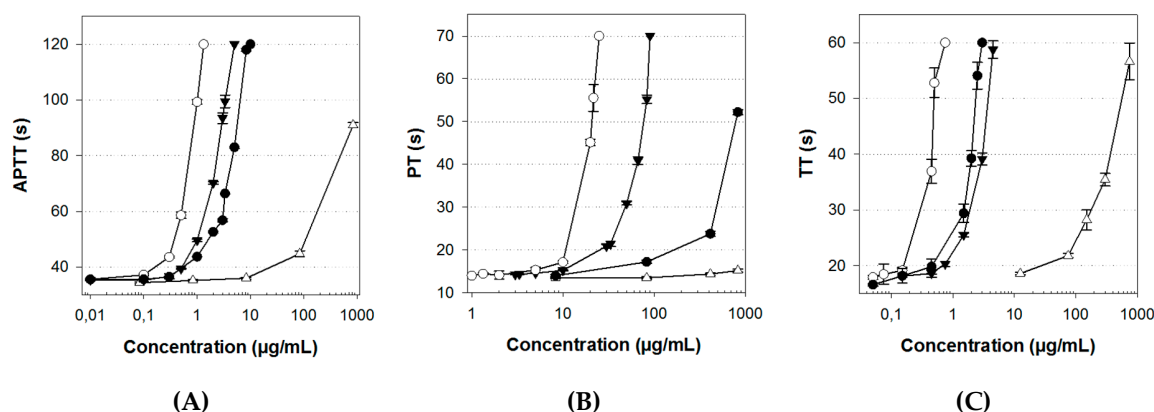 120
100
80
60
40
APTT (s)
0,01 0,1 1 10 100 1000
Concentration (µg/mL)
(A)
70
60
50
40
30
20
10
PT (s)
1 10 100 1000
Concentration (µg/mL)
(B)
60
50
40
30
20
TT (s)
0,1 1 10 100 1000
Concentration (µg/mL)
(C)